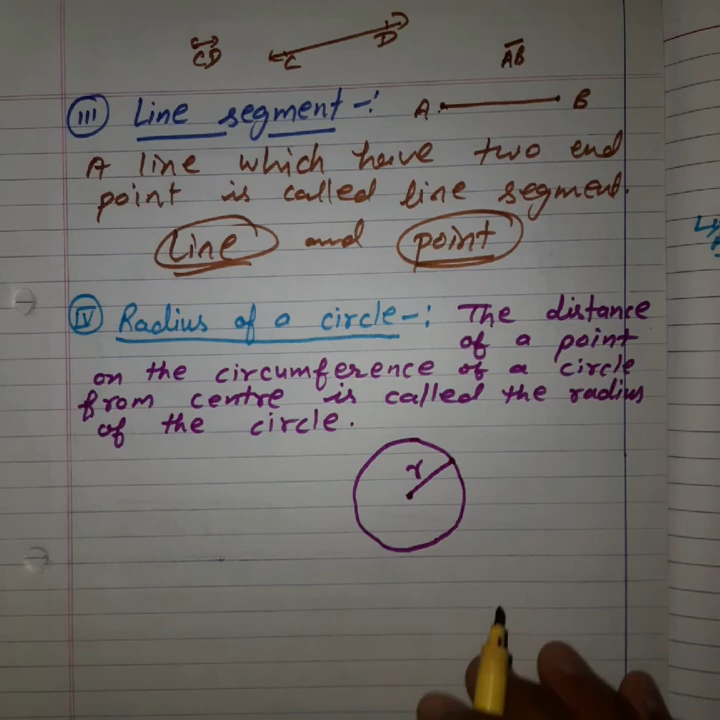 CD C D AB
(iii) Line segment -: A B
A line which have two end
point is called line segment.
Line and point
(iv) Radius of a circle -: The distance
of a point
on the circumference of a circle
from centre is called the radius
of the circle.
r